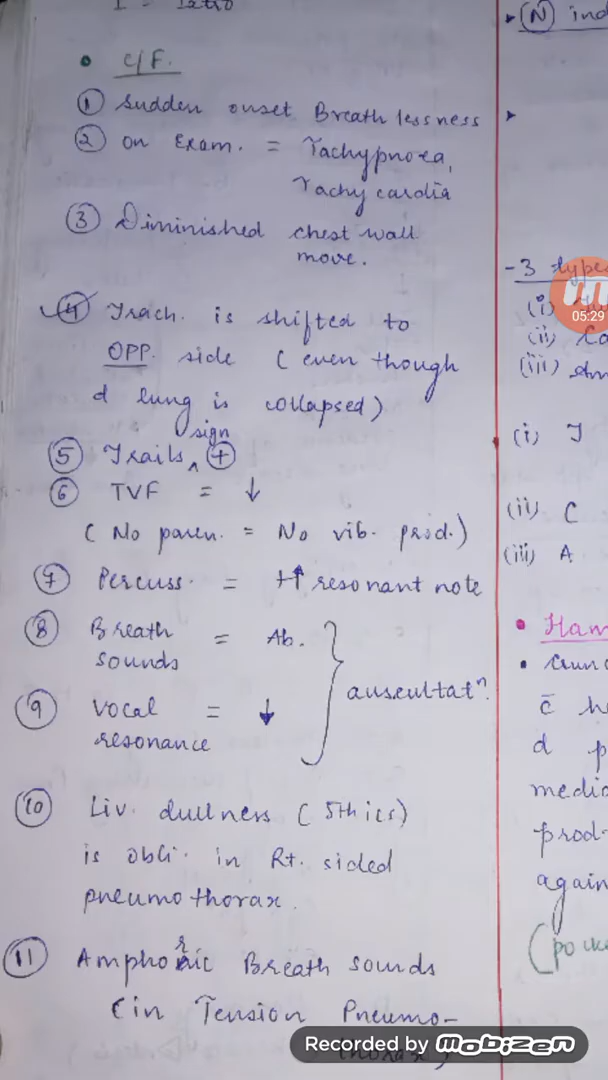 C/F.
① Sudden onset Breathlessness
② on Exam. = Tachypnoea,
Tachycardia
③ Diminished chest wall
move.
④ Trach. is shifted to
OPP. side (even though
d lung is collapsed)
⑤ Trails ^ sign ⊕
⑥ TVF = ↓
( No paren. = No vib. prod.)
⑦ Percuss. = ↑ resonant note
⑧ Breath sounds = Ab.
⑨ Vocal resonance = ↓
auscultatⁿ.
⑩ Liv. dullness ( 5th ics)
is obli. in Rt. sided
pneumothorax.
⑪ Amphoric Breath sounds
(in Tension Pneumo-
thorax)
(N) ind
- 3 types
(i)
(ii)
(iii) Am
(i) T
(ii) C
(iii) A
Ham
c̄ he
d p
media
prod-
again
05:29
Recorded by mobizen